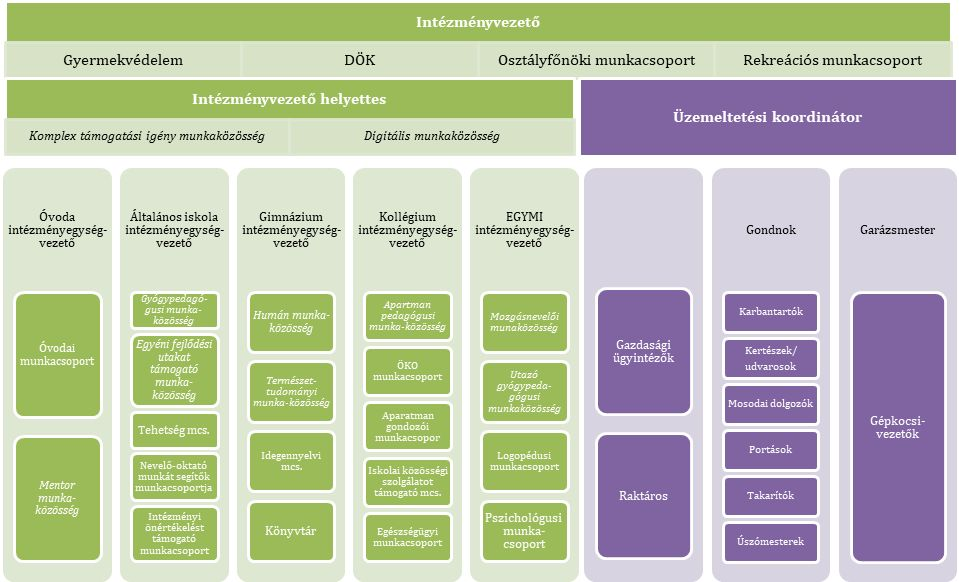 Intézményvezető
Gyermekvédelem
DÖK
Osztályfőnöki munkacsoport
Rekreációs munkacsoport
Intézményvezető helyettes
Üzemeltetési koordinátor
Komplex támogatási igény munkaközösség
Digitális munkaközösség
Óvoda
intézményegység-
vezető
Óvodai
munkacsoport
Mentor
munka-
közösség
Általános iskola
intézményegység-
vezető
Gyógypedagó-
gusi munka-
közösség
Egyéni fejlődési
utakat
támogató
munka-
közösség
Tehetség mcs.
Nevelő-oktató
munkát segítők
munkacsoportja
Intézményi
önértékelést
támogató
munkacsoport
Gimnázium
intézményegység-
vezető
Humán munka-
közösség
Természet-
tudományi
munka-közösség
Idegennyelvi
mcs.
Könyvtár
Kollégium
intézményegység-
vezető
Apartman
pedagógusi
munka-közösség
ÖKO
munkacsoport
Aparatman
gondozói
munkacsopor
Iskolai közösségi
szolgálatot
támogató mcs.
Egészségügyi
munkacsoport
EGYMI
intézményegység-
vezető
Mozgásnevelői
munaközösség
Utazó
gyógypeda-
gógusi
munkaközösség
Logopédusi
munkacsoport
Pszichológusi
munka-
csoport
Gazdasági
ügyintézők
Raktáros
Gondnok
Karbantartók
Kertészek/
udvarosok
Mosodai dolgozók
Portások
Takarítók
Úszómesterek
Garázsmester
Gépkocsi-
vezetők